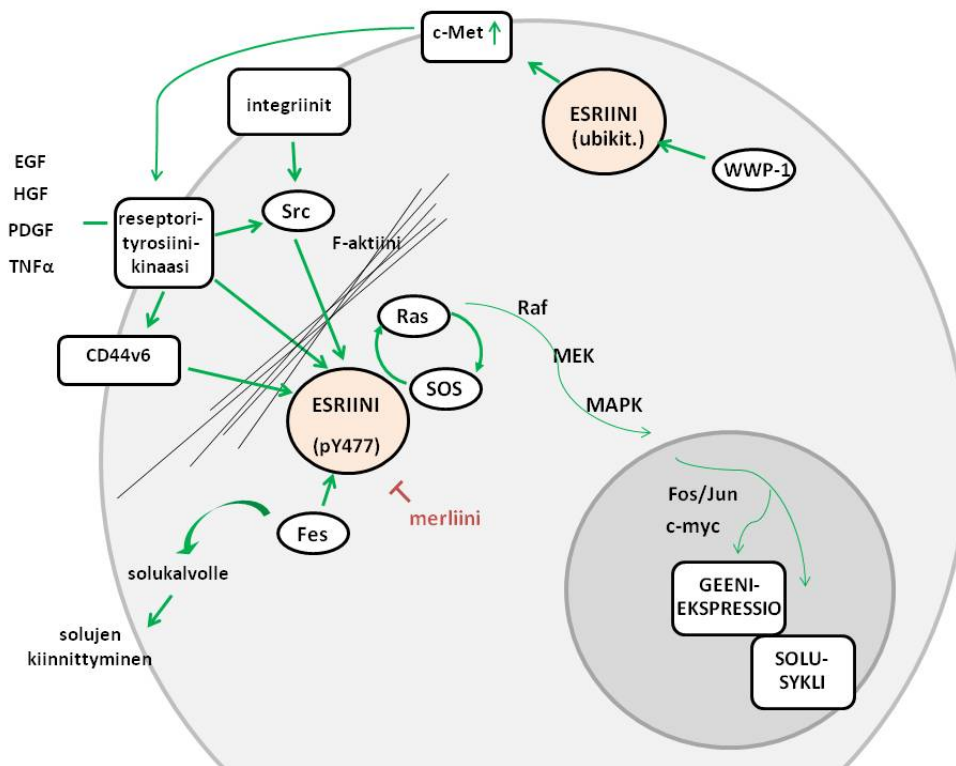 c-Met ↑
integriinit
ESRIINI
(ubikit.)
WWP-1
EGF
HGF
PDGF
TNFα
reseptori-
tyrosiini-
kinaasi
Src
F-aktiini
CD44v6
Ras
SOS
Raf
MEK
MAPK
ESRIINI
(pY477)
merliini
Fes
solukalvolle
solujen
kiinnittyminen
Fos/Jun
c-myc
GEENI-
EKSPRESSIO
SOLU-
SYKLI